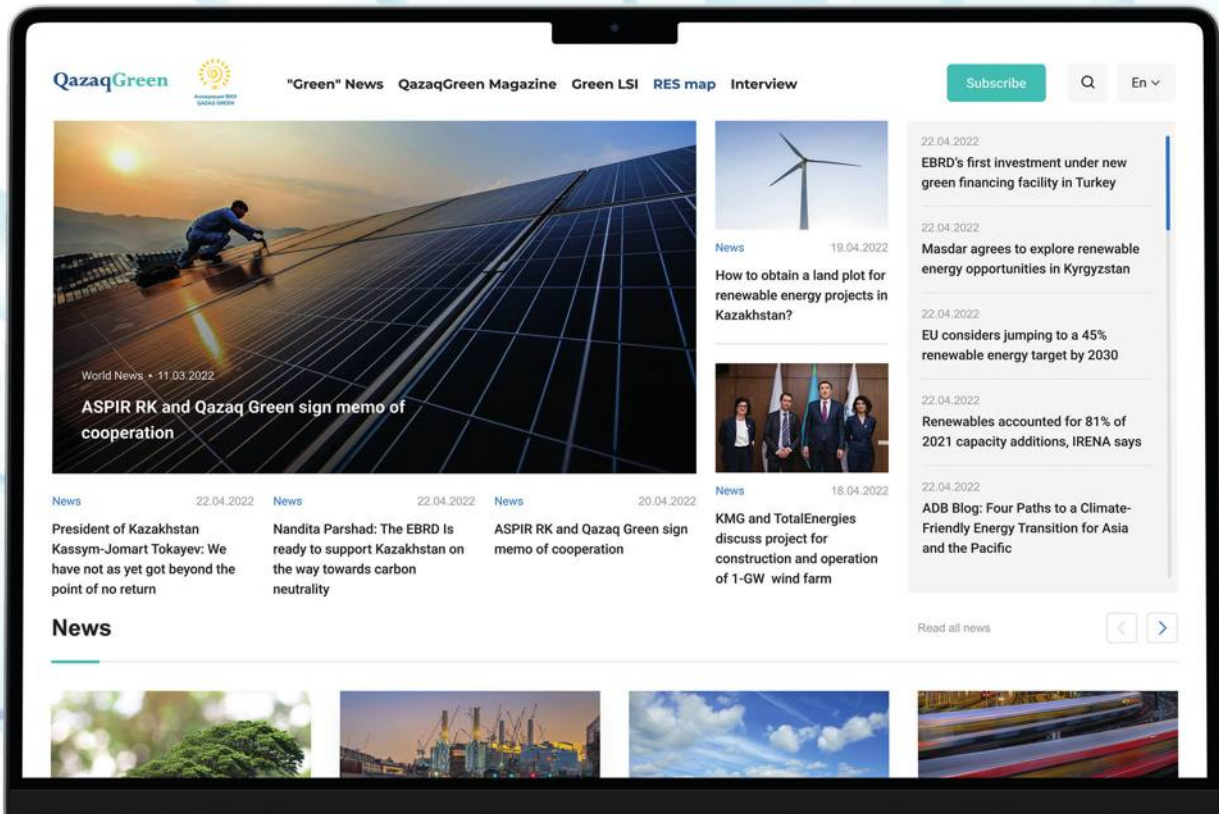 QazaqGreen
Ассоциация ВИЭ
QAZAQ GREEN
"Green" News
QazaqGreen Magazine
Green LSI
RES map
Interview
Subscribe
En
World News • 11.03.2022
ASPIR RK and Qazaq Green sign memo of
cooperation
News 22.04.2022
President of Kazakhstan
Kassym-Jomart Tokayev: We
have not as yet got beyond the
point of no return
News 22.04.2022
Nandita Parshad: The EBRD Is
ready to support Kazakhstan on
the way towards carbon
neutrality
News 20.04.2022
ASPIR RK and Qazaq Green sign
memo of cooperation
News 19.04.2022
How to obtain a land plot for
renewable energy projects in
Kazakhstan?
News 18.04.2022
KMG and TotalEnergies
discuss project for
construction and operation
of 1-GW wind farm
22.04.2022
EBRD's first investment under new
green financing facility in Turkey
22.04.2022
Masdar agrees to explore renewable
energy opportunities in Kyrgyzstan
22.04.2022
EU considers jumping to a 45%
renewable energy target by 2030
22.04.2022
Renewables accounted for 81% of
2021 capacity additions, IRENA says
22.04.2022
ADB Blog: Four Paths to a Climate-
Friendly Energy Transition for Asia
and the Pacific
News
Read all news